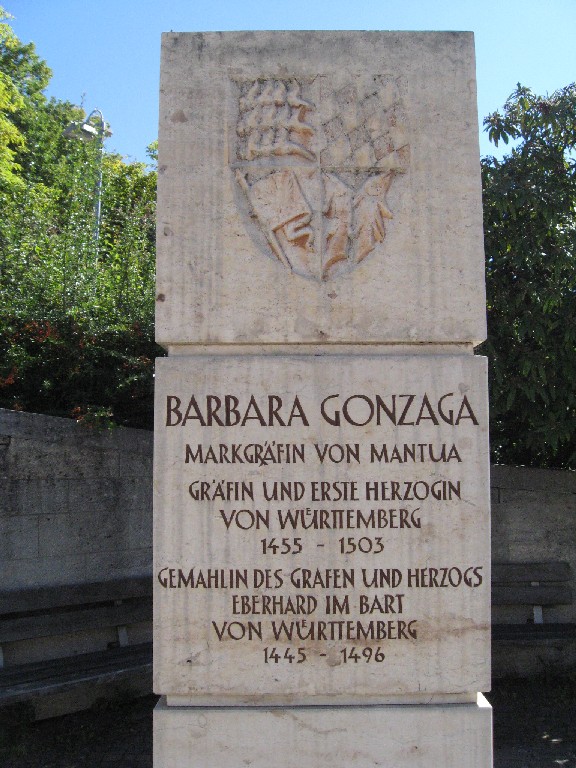 BARBARA GONZAGA
MARKGRÄFIN VON MANTUA
GRÄFIN UND ERSTE HERZOGIN
VON WÜRTTEMBERG
1455 - 1503
GEMAHLIN DES GRAFEN UND HERZOGS
EBERHARD IM BART
VON WÜRTTEMBERG
1445 - 1496